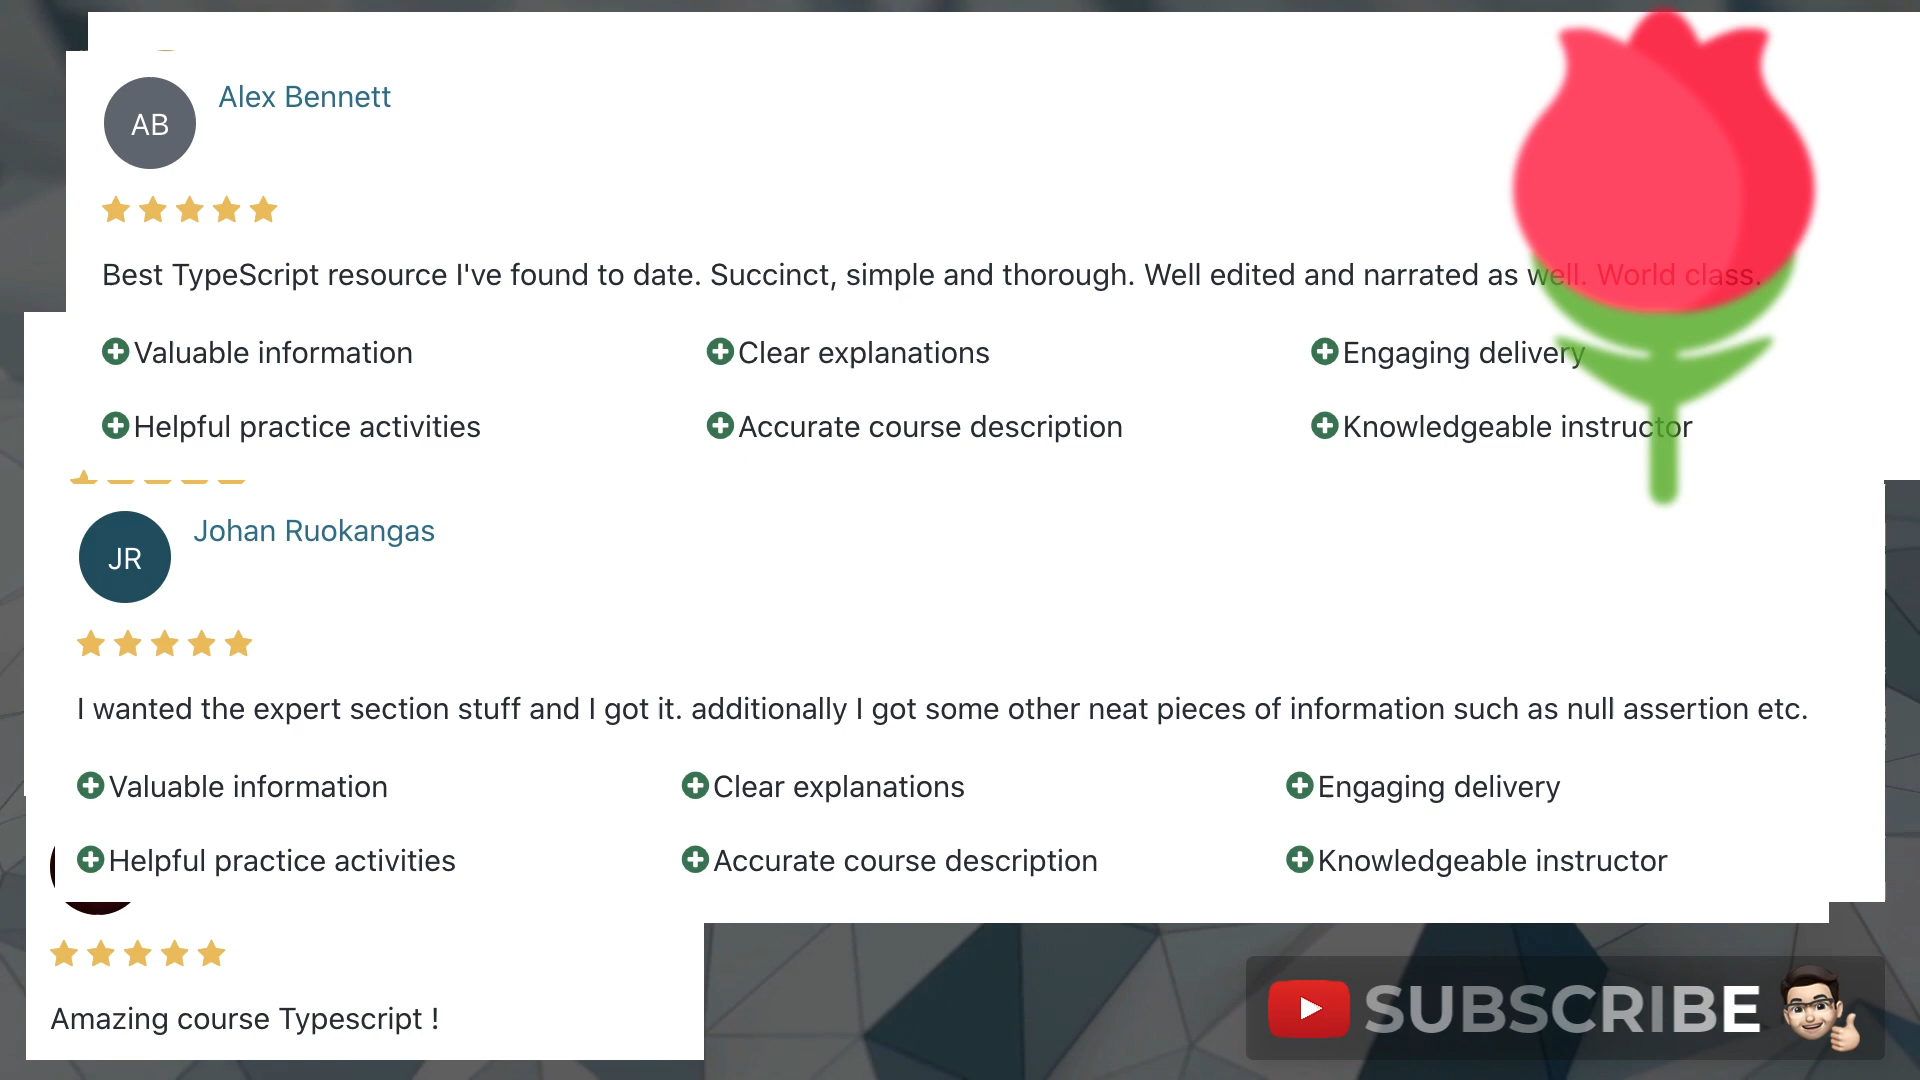 AB
Alex Bennett
Best TypeScript resource I've found to date. Succinct, simple and thorough. Well edited and narrated as well. World class.
Valuable information Clear explanations Engaging delivery
Helpful practice activities Accurate course description Knowledgeable instructor
JR
Johan Ruokangas
I wanted the expert section stuff and I got it. additionally I got some other neat pieces of information such as null assertion etc.
Valuable information Clear explanations Engaging delivery
Helpful practice activities Accurate course description Knowledgeable instructor
Amazing course Typescript !
SUBSCRIBE